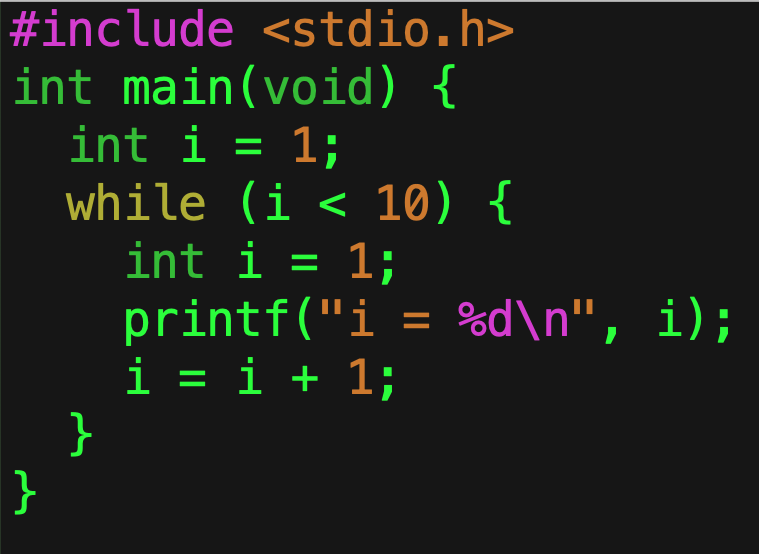 #include <stdio.h>
int main(void) {
  int i = 1;
  while (i < 10) {
    int i = 1;
    printf("i = %d\n", i);
    i = i + 1;
  }
}